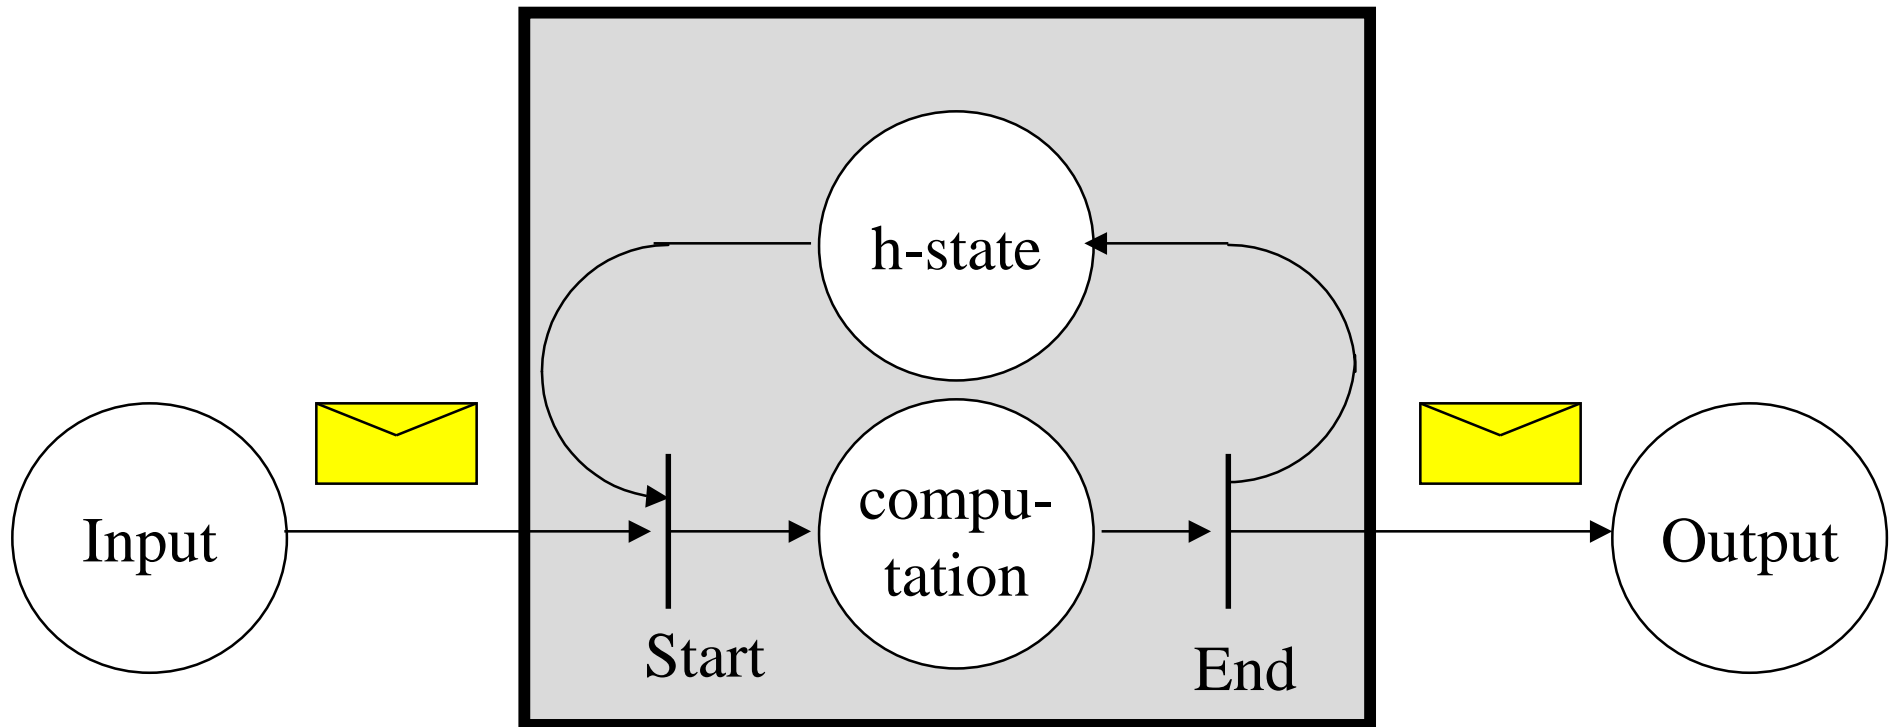 h-state
Input
compu-
tation
Output
Start
End